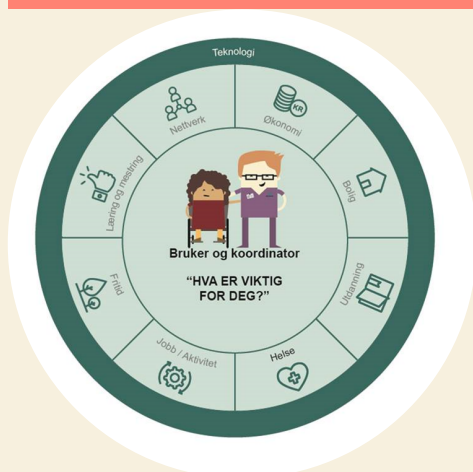 Teknologi
Nettverk
Økonomi
KR
Læring og mestring
Bolig
Bruker og koordinator
“HVA ER VIKTIG
FOR DEG?”
Fritid
Utdanning
Jobb / Aktivitet
Helse